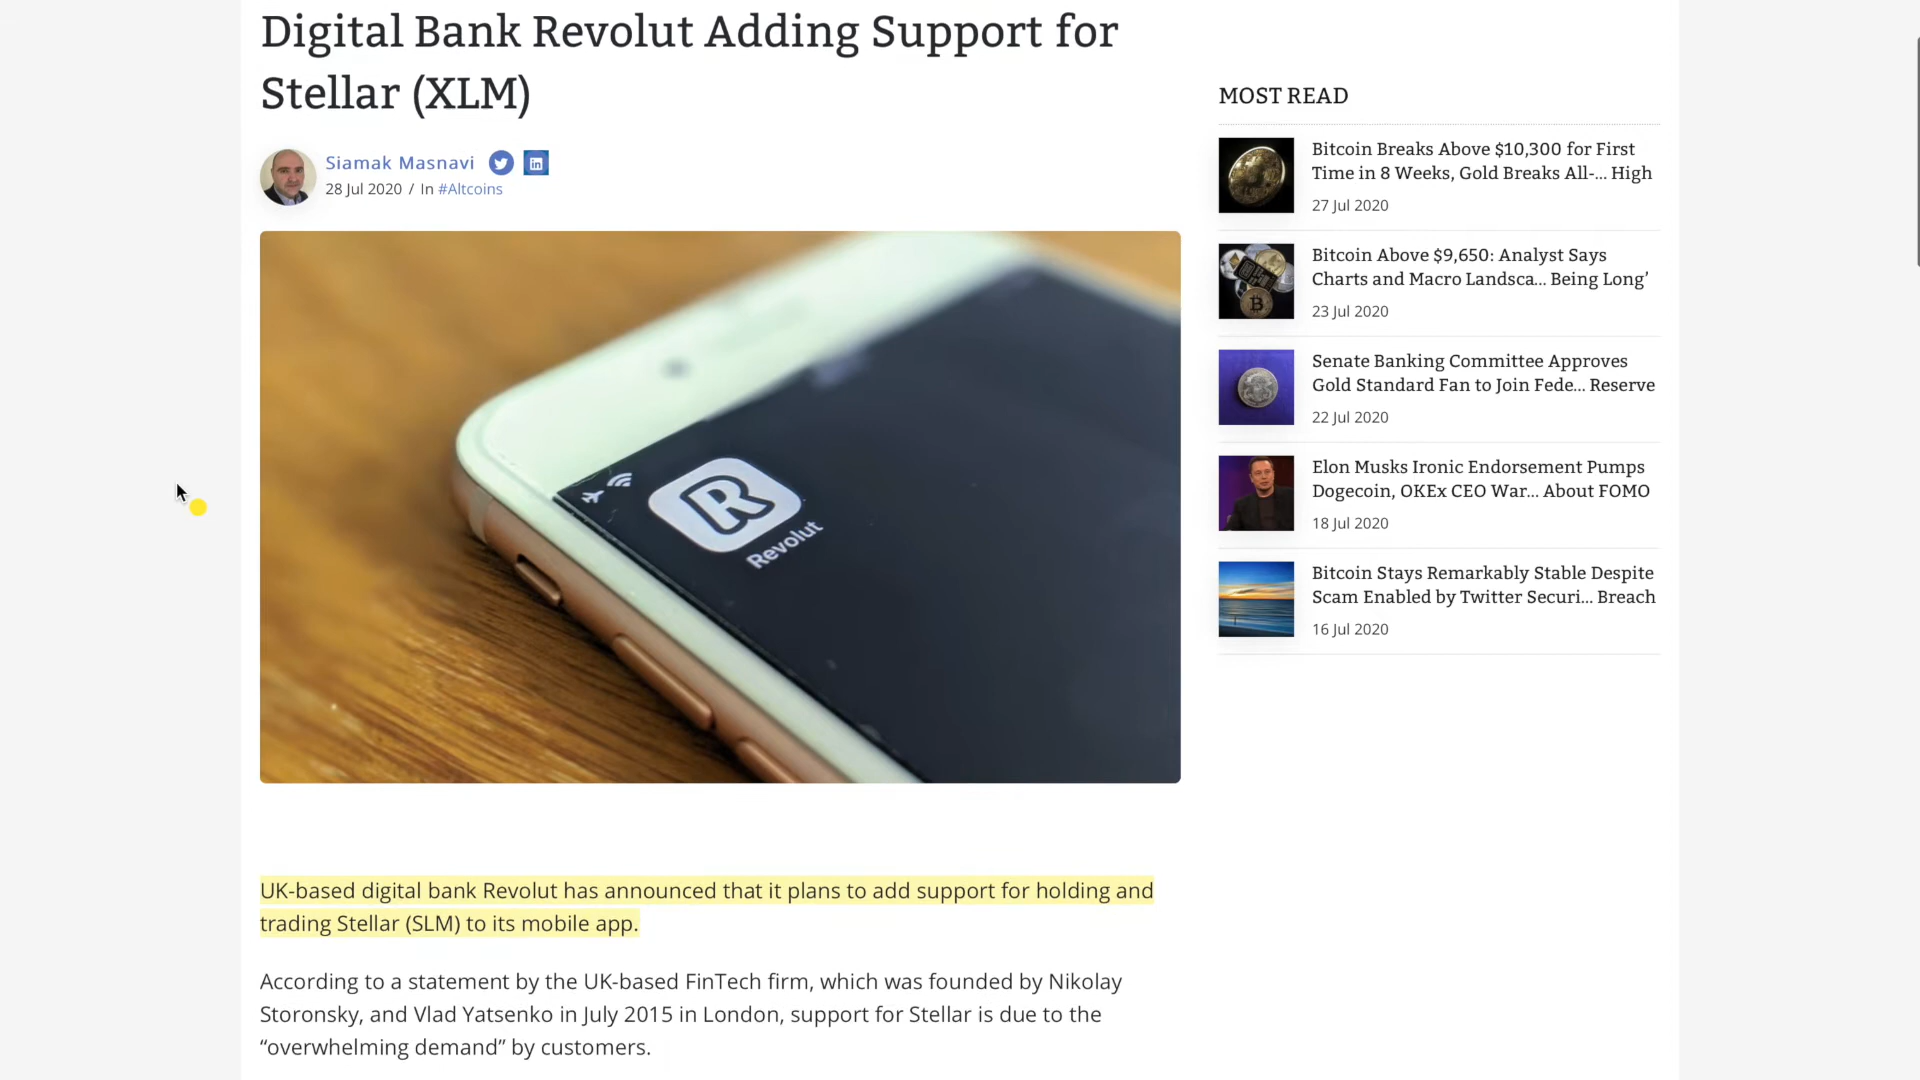 Digital Bank Revolut Adding Support for
Stellar (XLM)
Siamak Masnavi
28 Jul 2020 / In #Altcoins
Revolut
UK-based digital bank Revolut has announced that it plans to add support for holding and
trading Stellar (SLM) to its mobile app.
According to a statement by the UK-based FinTech firm, which was founded by Nikolay
Storonsky, and Vlad Yatsenko in July 2015 in London, support for Stellar is due to the
“overwhelming demand” by customers.
MOST READ
Bitcoin Breaks Above $10,300 for First
Time in 8 Weeks, Gold Breaks All-... High
27 Jul 2020
Bitcoin Above $9,650: Analyst Says
Charts and Macro Landsca... Being Long’
23 Jul 2020
Senate Banking Committee Approves
Gold Standard Fan to Join Fede... Reserve
22 Jul 2020
Elon Musks Ironic Endorsement Pumps
Dogecoin, OKEx CEO War... About FOMO
18 Jul 2020
Bitcoin Stays Remarkably Stable Despite
Scam Enabled by Twitter Securi... Breach
16 Jul 2020